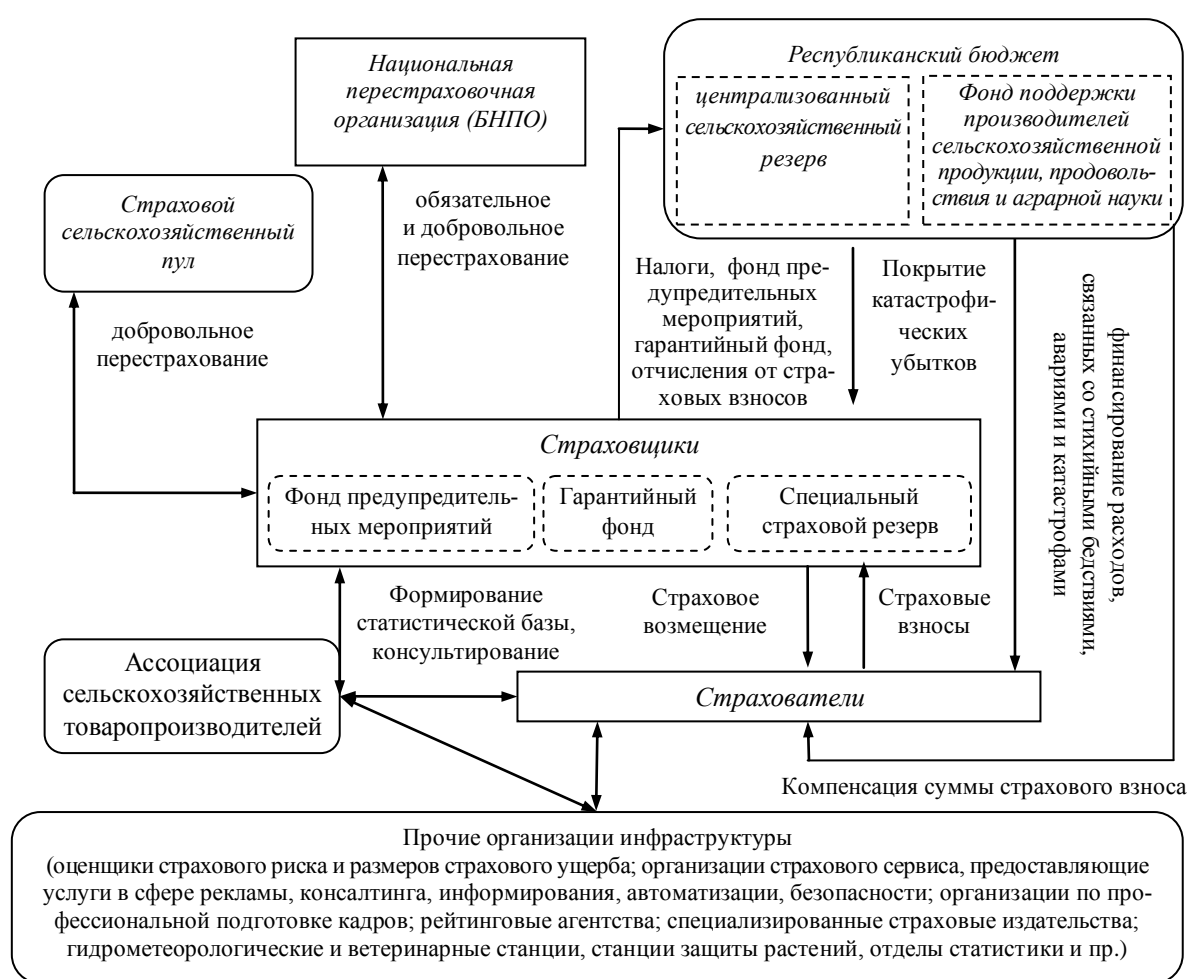 Республиканский бюджет
централизованный
сельскохозяйственный
резерв
Фонд поддержки
производителей
сельскохозяйственной
продукции, продоволь-
ствия и аграрной науки
Национальная
перестраховочная
организация (БНПО)
Страховой
сельскохозяйственный
пул
обязательное
и добровольное
перестрахование
добровольное
перестрахование
Налоги, фонд пре-
дупредительных
мероприятий,
гарантийный фонд,
отчисления от стра-
ховых взносов
Покрытие
катастрофи-
ческих
убытков
финансирование расходов,
связанных со стихийными бедствиями,
авариями и катастрофами
Страховщики
Фонд предупредитель-
ных мероприятий
Гарантийный
фонд
Специальный
страховой резерв
Формирование
статистической базы,
консультирование
Страховое
возмещение
Страховые
взносы
Ассоциация
сельскохозяйственных
товаропроизводителей
Страхователи
Компенсация суммы страхового взноса
Прочие организации инфраструктуры
(оценщики страхового риска и размеров страхового ущерба; организации страхового сервиса, предоставляющие
услуги в сфере рекламы, консалтинга, информирования, автоматизации, безопасности; организации по про-
фессиональной подготовке кадров; рейтинговые агентства; специализированные страховые издательства;
гидрометеорологические и ветеринарные станции, станции защиты растений, отделы статистики и пр.)